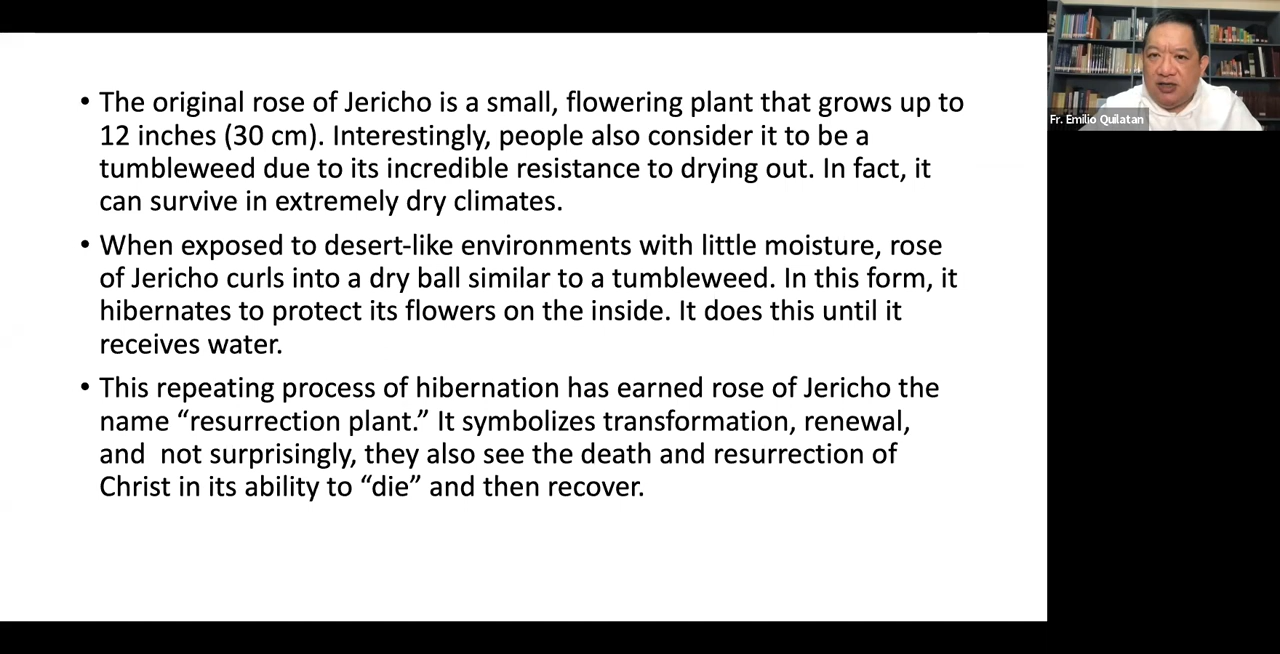 • The original rose of Jericho is a small, flowering plant that grows up to
12 inches (30 cm). Interestingly, people also consider it to be a
tumbleweed due to its incredible resistance to drying out. In fact, it
can survive in extremely dry climates.
• When exposed to desert-like environments with little moisture, rose
of Jericho curls into a dry ball similar to a tumbleweed. In this form, it
hibernates to protect its flowers on the inside. It does this until it
receives water.
• This repeating process of hibernation has earned rose of Jericho the
name “resurrection plant.” It symbolizes transformation, renewal,
and  not surprisingly, they also see the death and resurrection of
Christ in its ability to “die” and then recover.
Fr. Emilio Quilatan